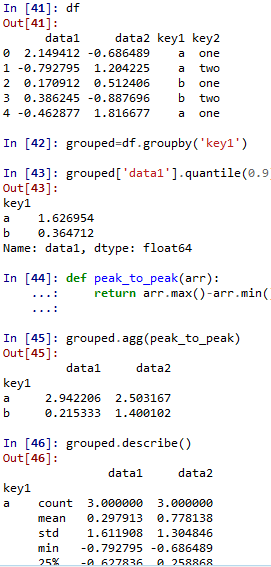 In [41]: df
Out[41]:
data1 data2 key1 key2
0 2.149412 -0.686489 a one
1 -0.792795 1.204225 a two
2 0.170912 0.512406 b one
3 0.386245 -0.887696 b two
4 -0.462877 1.816677 a one
In [42]: grouped=df.groupby('key1')
In [43]: grouped['data1'].quantile(0.9
Out[43]:
key1
a 1.626954
b 0.364712
Name: data1, dtype: float64
In [44]: def peak_to_peak(arr):
...: return arr.max()-arr.min(
...:
In [45]: grouped.agg(peak_to_peak)
Out[45]:
data1 data2
key1
a 2.942206 2.503167
b 0.215333 1.400102
In [46]: grouped.describe()
Out[46]:
data1 data2
key1
a count 3.000000 3.000000
mean 0.297913 0.778138
std 1.611908 1.304846
min -0.792795 -0.686489
25% -0.627836 0.258868